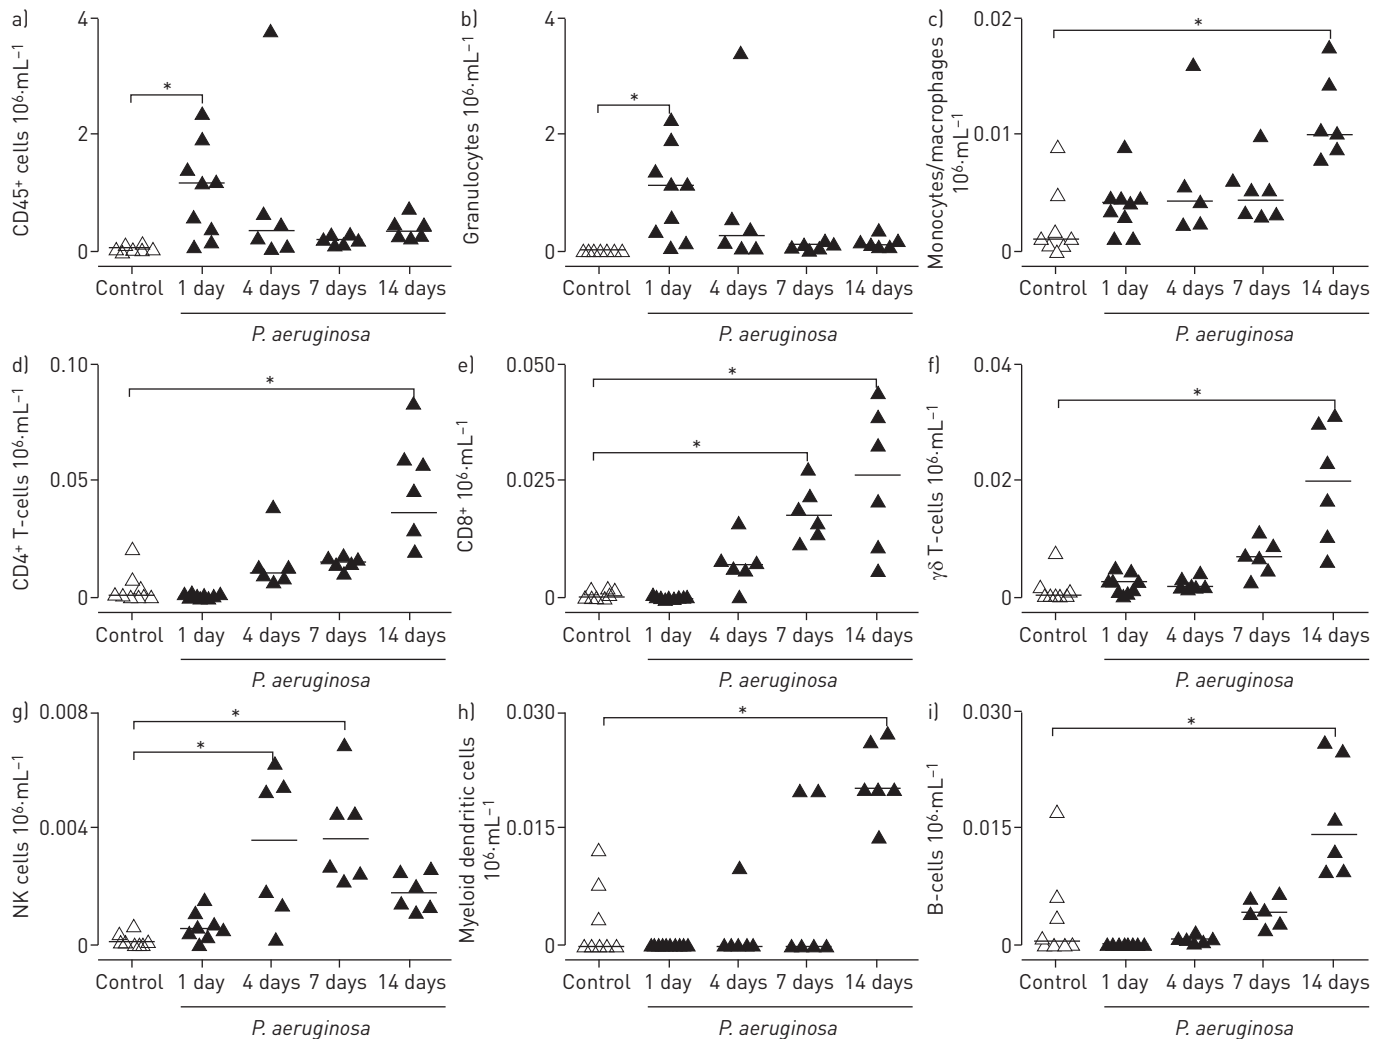 a)
CD45⁺ cells 10⁶·mL⁻¹
4
2
0
*
Control 1 day 4 days 7 days 14 days
P. aeruginosa
b)
Granulocytes 10⁶·mL⁻¹
4
2
0
*
Control 1 day 4 days 7 days 14 days
P. aeruginosa
c)
Monocytes/macrophages
10⁶·mL⁻¹
0.02
0.01
0
*
Control 1 day 4 days 7 days 14 days
P. aeruginosa
d)
CD4⁺ T-cells 10⁶·mL⁻¹
0.10
0.05
0
*
Control 1 day 4 days 7 days 14 days
P. aeruginosa
e)
CD8⁺ 10⁶·mL⁻¹
0.050
0.025
0
*
*
Control 1 day 4 days 7 days 14 days
P. aeruginosa
f)
γδ T-cells 10⁶·mL⁻¹
0.04
0.02
0
*
Control 1 day 4 days 7 days 14 days
P. aeruginosa
g)
NK cells 10⁶·mL⁻¹
0.008
0.004
0
*
*
Control 1 day 4 days 7 days 14 days
P. aeruginosa
h)
Myeloid dendritic cells
10⁶·mL⁻¹
0.030
0.015
0
*
Control 1 day 4 days 7 days 14 days
P. aeruginosa
i)
B-cells 10⁶·mL⁻¹
0.030
0.015
0
*
Control 1 day 4 days 7 days 14 days
P. aeruginosa